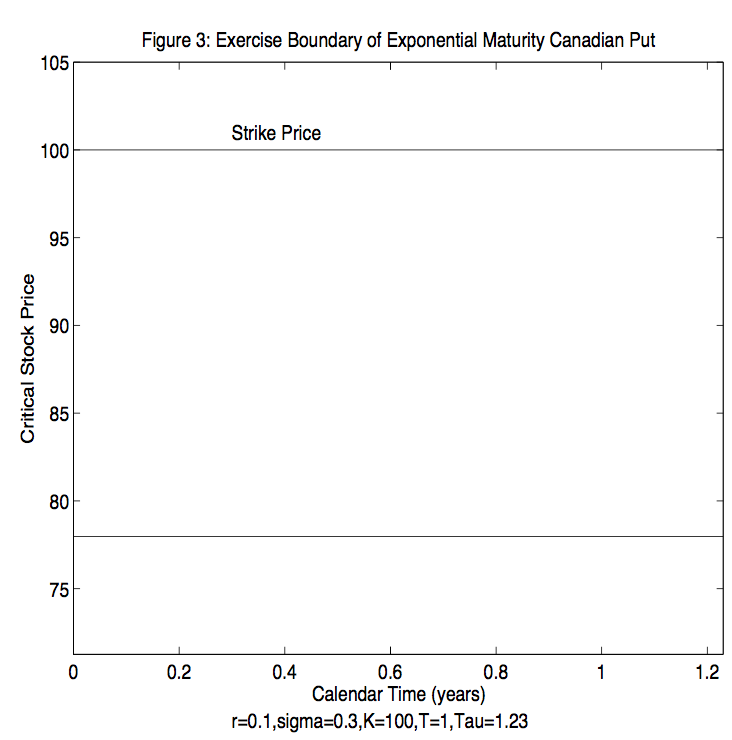 Figure 3: Exercise Boundary of Exponential Maturity Canadian Put
105
Strike Price
100
95
90
85
80
75
Critical Stock Price
0 0.2 0.4 0.6 0.8 1 1.2
Calendar Time (years)
r=0.1,sigma=0.3,K=100,T=1,Tau=1.23